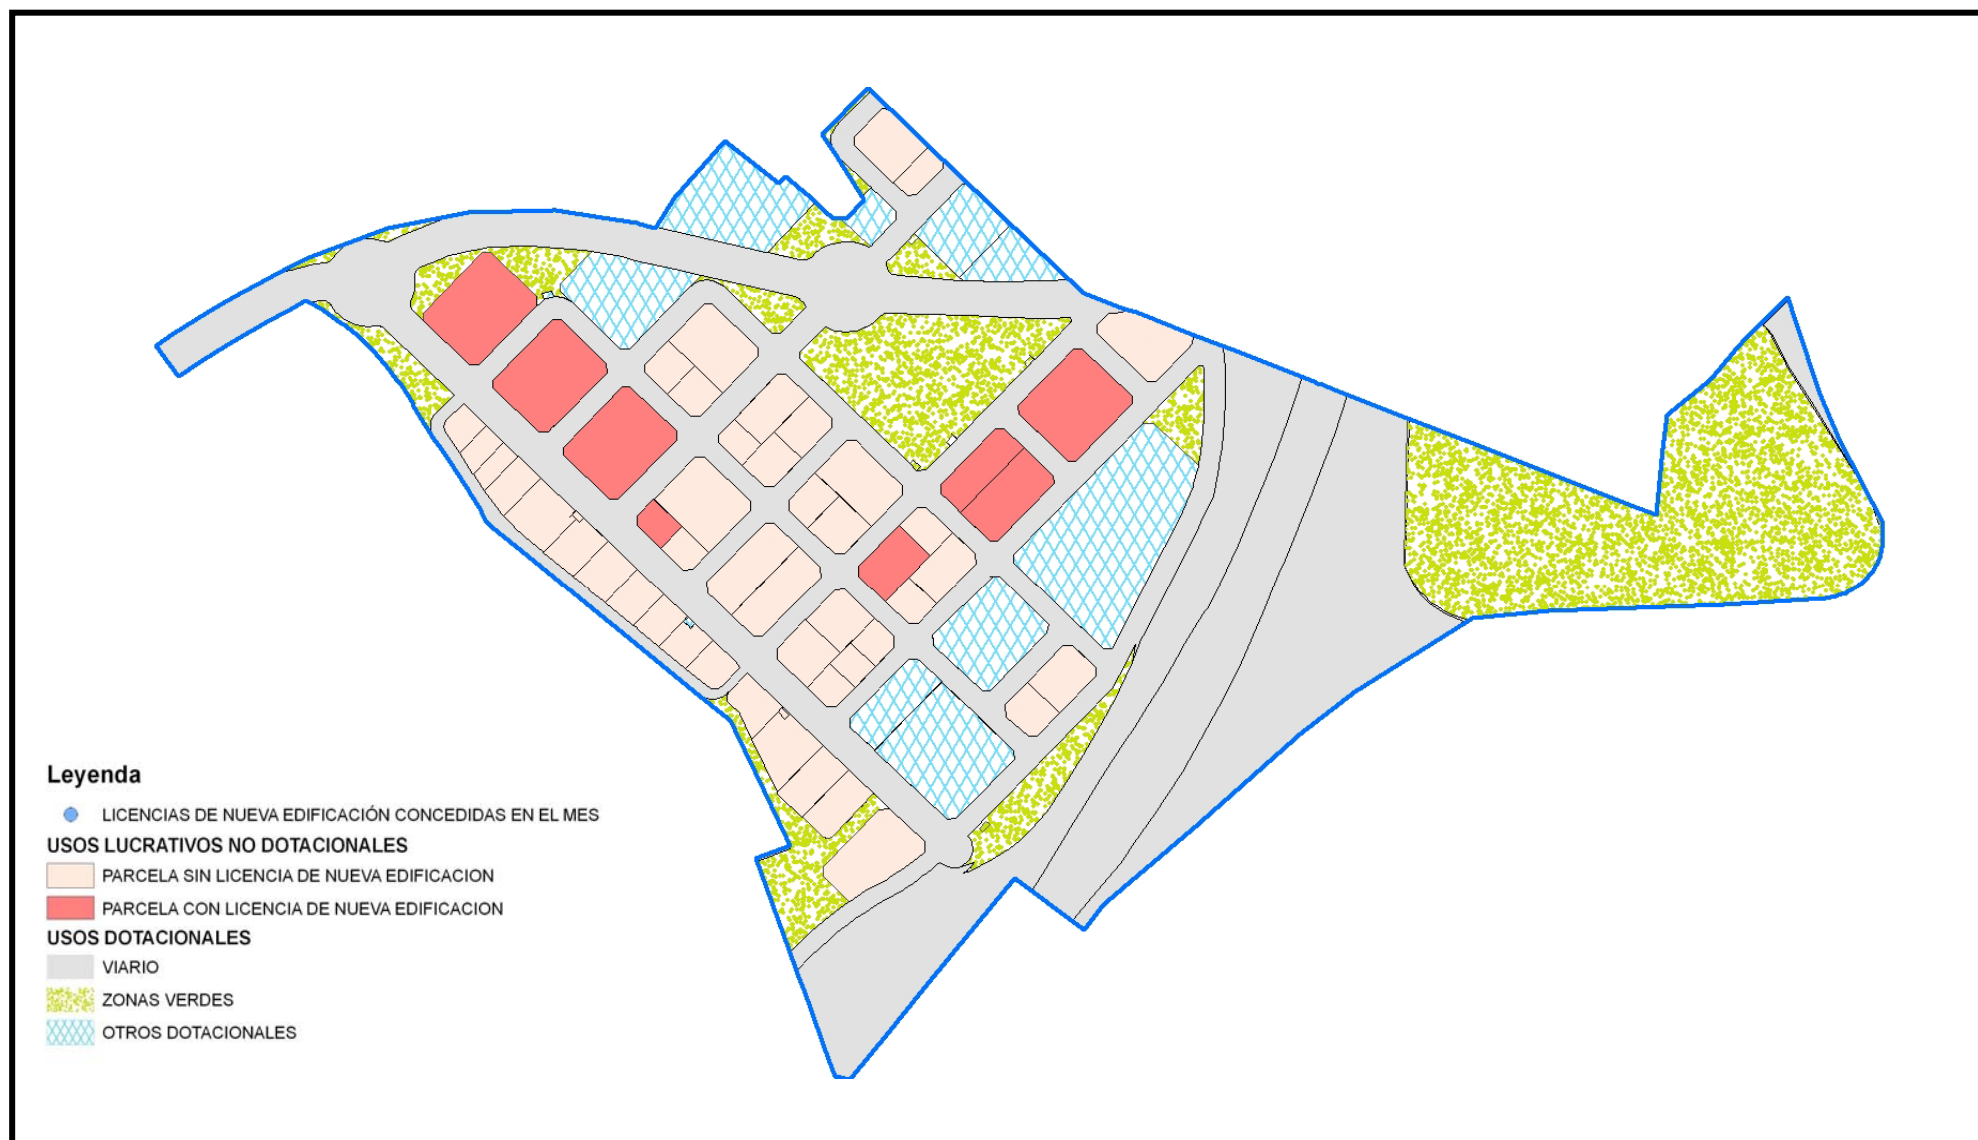 Leyenda
LICENCIAS DE NUEVA EDIFICACIÓN CONCEDIDAS EN EL MES
USOS LUCRATIVOS NO DOTACIONALES
PARCELA SIN LICENCIA DE NUEVA EDIFICACION
PARCELA CON LICENCIA DE NUEVA EDIFICACION
USOS DOTACIONALES
VIARIO
ZONAS VERDES
OTROS DOTACIONALES